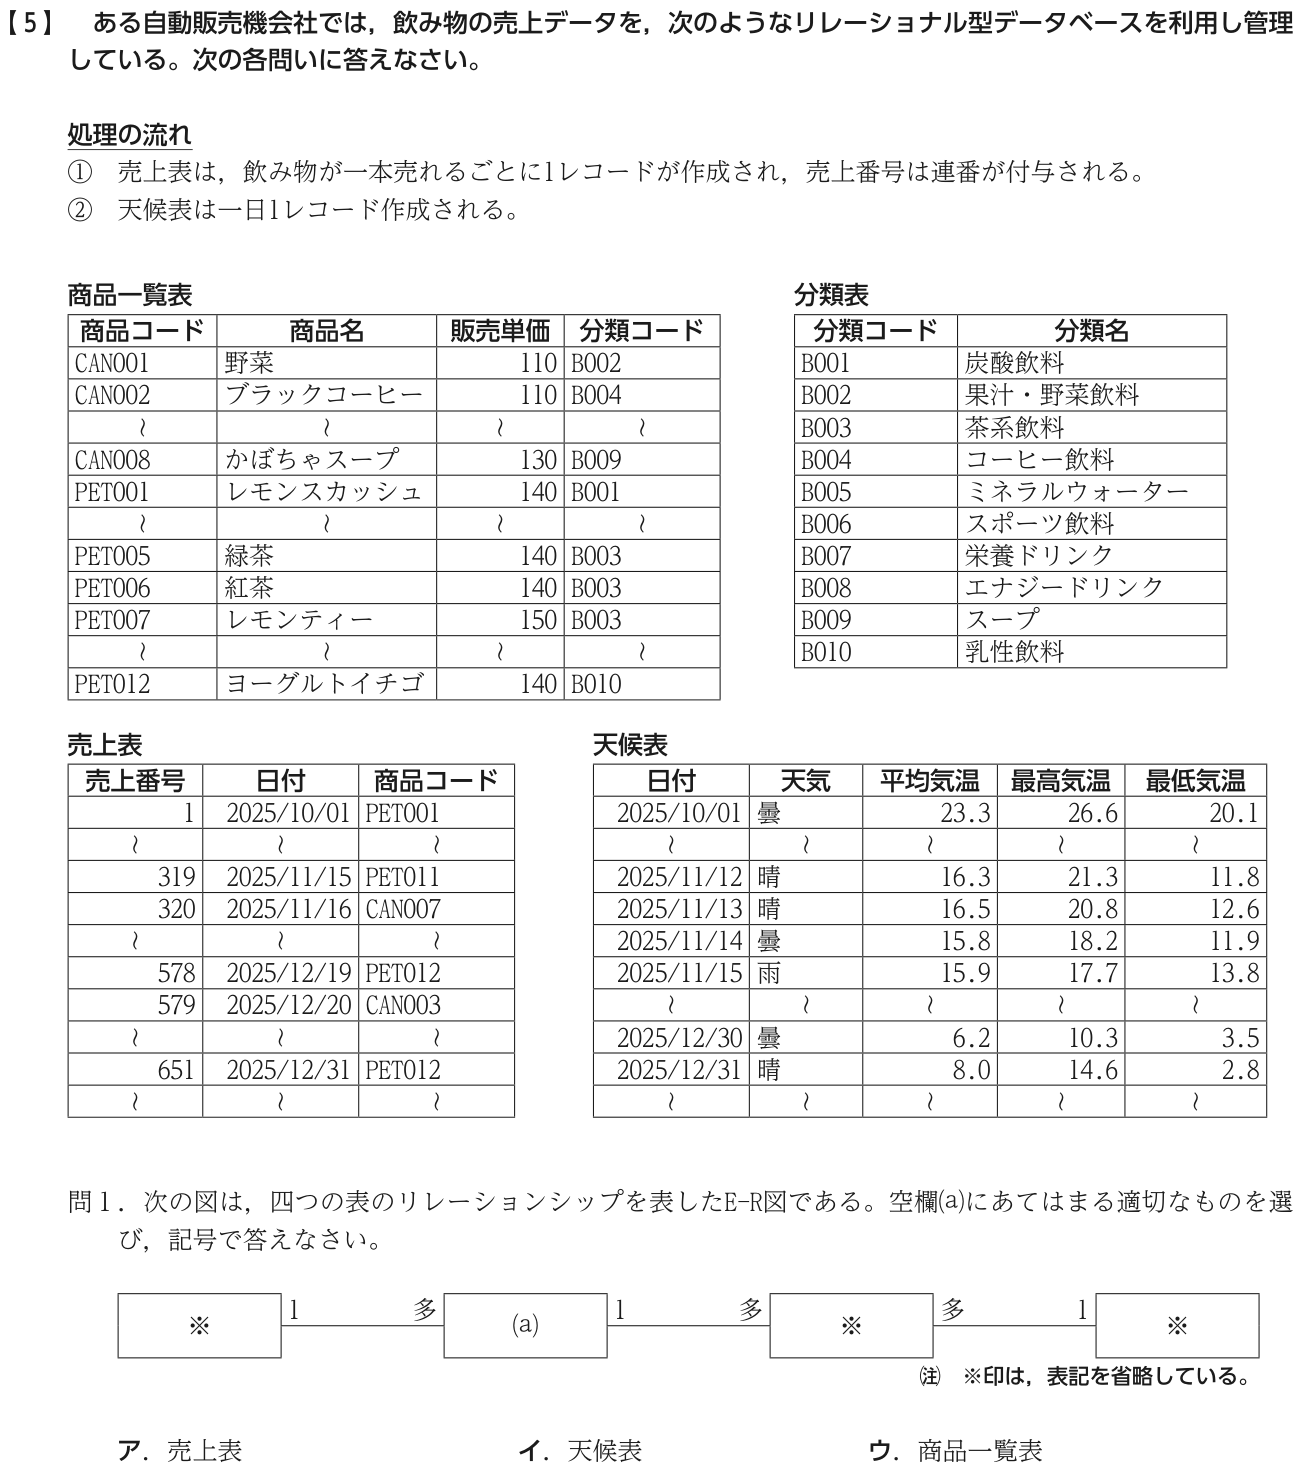 【5】　ある自動販売機会社では，飲み物の売上データを，次のようなリレーショナル型データベースを利用し管理
している。次の各問いに答えなさい。
処理の流れ
①　売上表は，飲み物が一本売れるごとに1レコードが作成され，売上番号は連番が付与される。
②　天候表は一日1レコード作成される。
商品一覧表
商品コード　商品名　販売単価　分類コード
CAN001　野菜　110　B002
CAN002　ブラックコーヒー　110　B004
～　～　～　～
CAN008　かぼちゃスープ　130　B009
PET001　レモンスカッシュ　140　B001
～　～　～　～
PET005　緑茶　140　B003
PET006　紅茶　140　B003
PET007　レモンティー　150　B003
～　～　～　～
PET012　ヨーグルトイチゴ　140　B010
分類表
分類コード　分類名
B001　炭酸飲料
B002　果汁・野菜飲料
B003　茶系飲料
B004　コーヒー飲料
B005　ミネラルウォーター
B006　スポーツ飲料
B007　栄養ドリンク
B008　エナジードリンク
B009　スープ
B010　乳性飲料
売上表
売上番号　日付　商品コード
1　2025/10/01　PET001
～　～　～
319　2025/11/15　PET011
320　2025/11/16　CAN007
～　～　～
578　2025/12/19　PET012
579　2025/12/20　CAN003
～　～　～
651　2025/12/31　PET012
～　～　～
天候表
日付　天気　平均気温　最高気温　最低気温
2025/10/01　曇　23.3　26.6　20.1
～　～　～　～　～
2025/11/12　晴　16.3　21.3　11.8
2025/11/13　晴　16.5　20.8　12.6
2025/11/14　曇　15.8　18.2　11.9
2025/11/15　雨　15.9　17.7　13.8
～　～　～　～　～
2025/12/30　曇　6.2　10.3　3.5
2025/12/31　晴　8.0　14.6　2.8
～　～　～　～　～
問1．次の図は，四つの表のリレーションシップを表したE-R図である。空欄(a)にあてはまる適切なものを選
び，記号で答えなさい。
※　1　多　(a)　1　多　※　多　1　※
(注)　※印は，表記を省略している。
ア．売上表　イ．天候表　ウ．商品一覧表